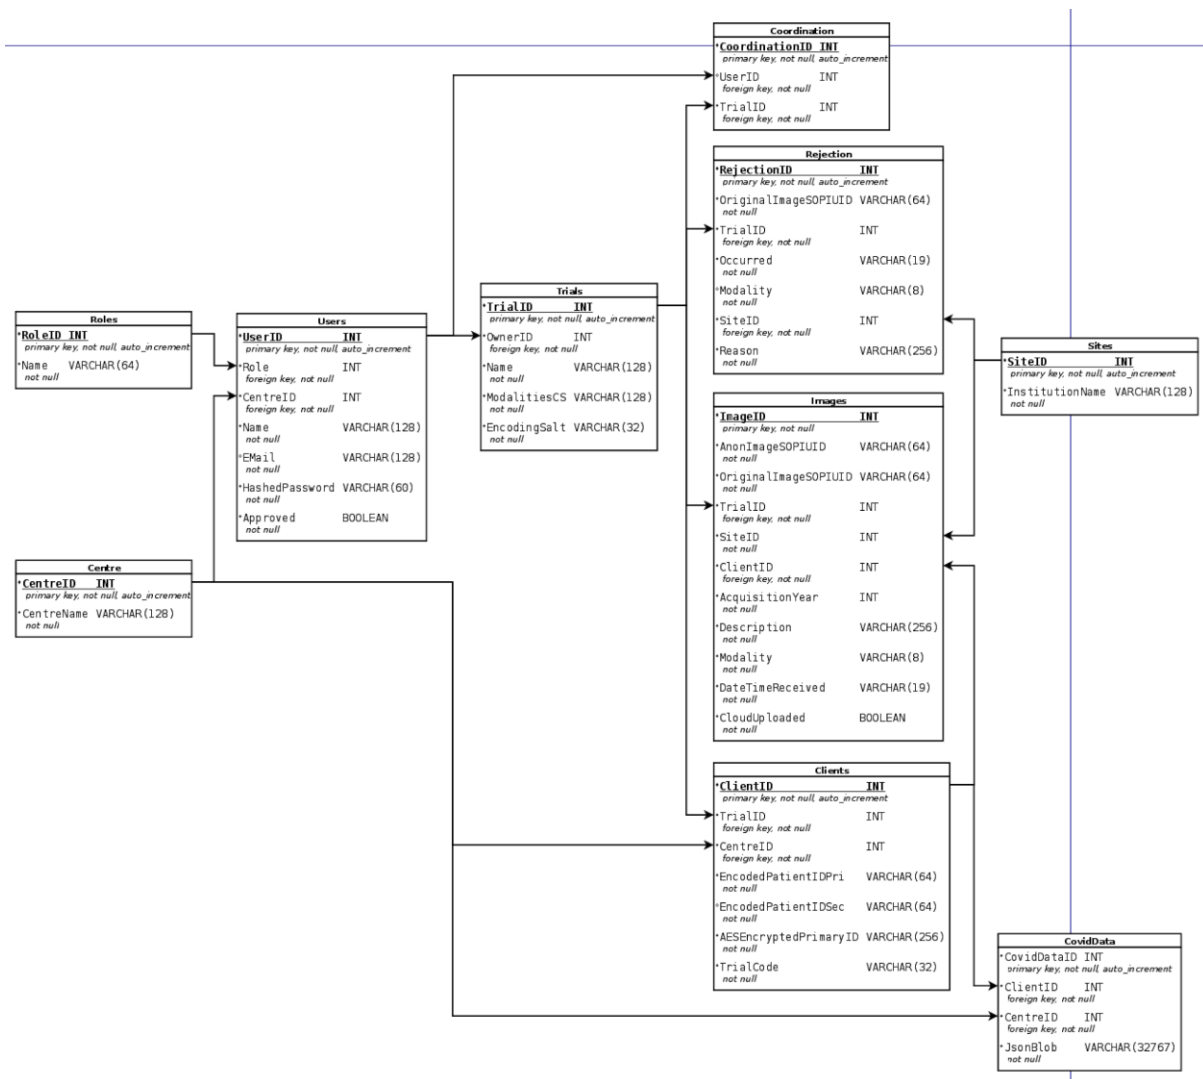 Coordination
*CoordinationID INT
primary key, not null, auto_increment
*UserID INT
foreign key, not null
*TrialID INT
foreign key, not null
Rejection
*RejectionID INT
primary key, not null, auto_increment
*OriginalImageSOPIUID VARCHAR(64)
not null
*TrialID INT
foreign key, not null
*Occurred VARCHAR(19)
not null
*Modality VARCHAR(8)
not null
*SiteID INT
foreign key, not null
*Reason VARCHAR(256)
not null
Trials
*TrialID INT
primary key, not null, auto_increment
*OwnerID INT
foreign key, not null
*Name VARCHAR(128)
not null
*ModalitiesCS VARCHAR(128)
not null
*EncodingSalt VARCHAR(32)
not null
Roles
*RoleID INT
primary key, not null, auto_increment
*Name VARCHAR(64)
not null
Users
*UserID INT
primary key, not null, auto_increment
*Role INT
foreign key, not null
*CentreID INT
foreign key, not null
*Name VARCHAR(128)
not null
*EMail VARCHAR(128)
not null
*HashedPassword VARCHAR(60)
not null
*Approved BOOLEAN
not null
Sites
*SiteID INT
primary key, not null, auto_increment
*InstitutionName VARCHAR(128)
not null
Images
*ImageID INT
primary key, not null
*AnonImageSOPIUID VARCHAR(64)
not null
*OriginalImageSOPIUID VARCHAR(64)
not null
*TrialID INT
foreign key, not null
*SiteID INT
not null
*ClientID INT
foreign key, not null
*AcquisitionYear INT
not null
*Description VARCHAR(256)
not null
*Modality VARCHAR(8)
not null
*DateTimeReceived VARCHAR(19)
not null
*CloudUploaded BOOLEAN
not null
Centre
*CentreID INT
primary key, not null, auto_increment
*CentreName VARCHAR(128)
not null
Clients
*ClientID INT
primary key, not null, auto_increment
*TrialID INT
foreign key, not null
*CentreID INT
foreign key, not null
*EncodedPatientIDPri VARCHAR(64)
not null
*EncodedPatientIDSec VARCHAR(64)
not null
*AESEncryptedPrimaryID VARCHAR(256)
not null
*TrialCode VARCHAR(32)
not null
CovidData
*CovidDataID INT
primary key, not null, auto_increment
*ClientID INT
foreign key, not null
*CentreID INT
foreign key, not null
*JsonBlob VARCHAR(32767)
not null